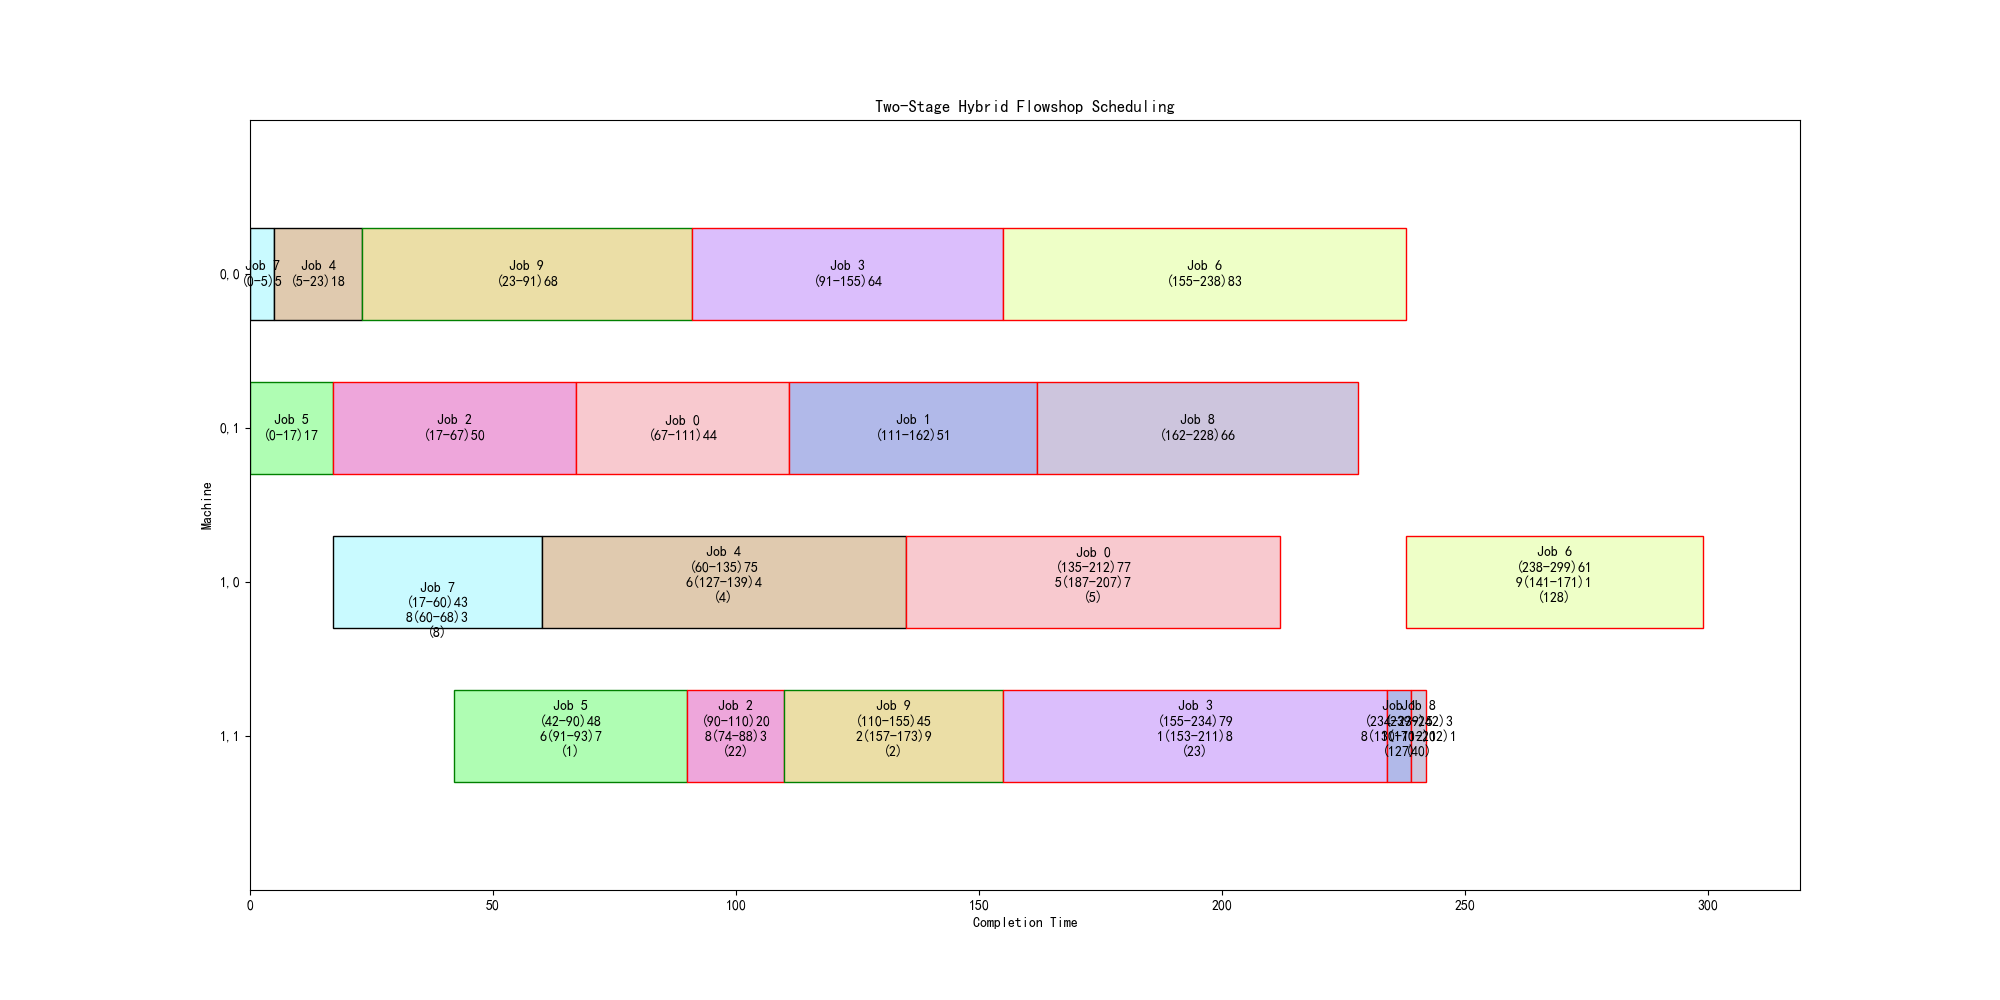 Two-Stage Hybrid Flowshop Scheduling
0,0
Job 7
(0-5)5
Job 4
(5-23)18
Job 9
(23-91)68
Job 3
(91-155)64
Job 6
(155-238)83
0,1
Job 5
(0-17)17
Job 2
(17-67)50
Job 0
(67-111)44
Job 1
(111-162)51
Job 8
(162-228)66
Machine
1,0
Job 7
(17-60)43
8(60-68)3
(8)
Job 4
(60-135)75
6(127-139)4
(4)
Job 0
(135-212)77
5(187-207)7
(5)
Job 6
(238-299)61
9(141-171)1
(128)
1,1
Job 5
(42-90)48
6(91-93)7
(1)
Job 2
(90-110)20
8(74-88)3
(22)
Job 9
(110-155)45
2(157-173)9
(2)
Job 3
(155-234)79
1(153-211)8
(23)
Job
(127)
Job 8
(40)
0
50
100
150
200
250
300
Completion Time